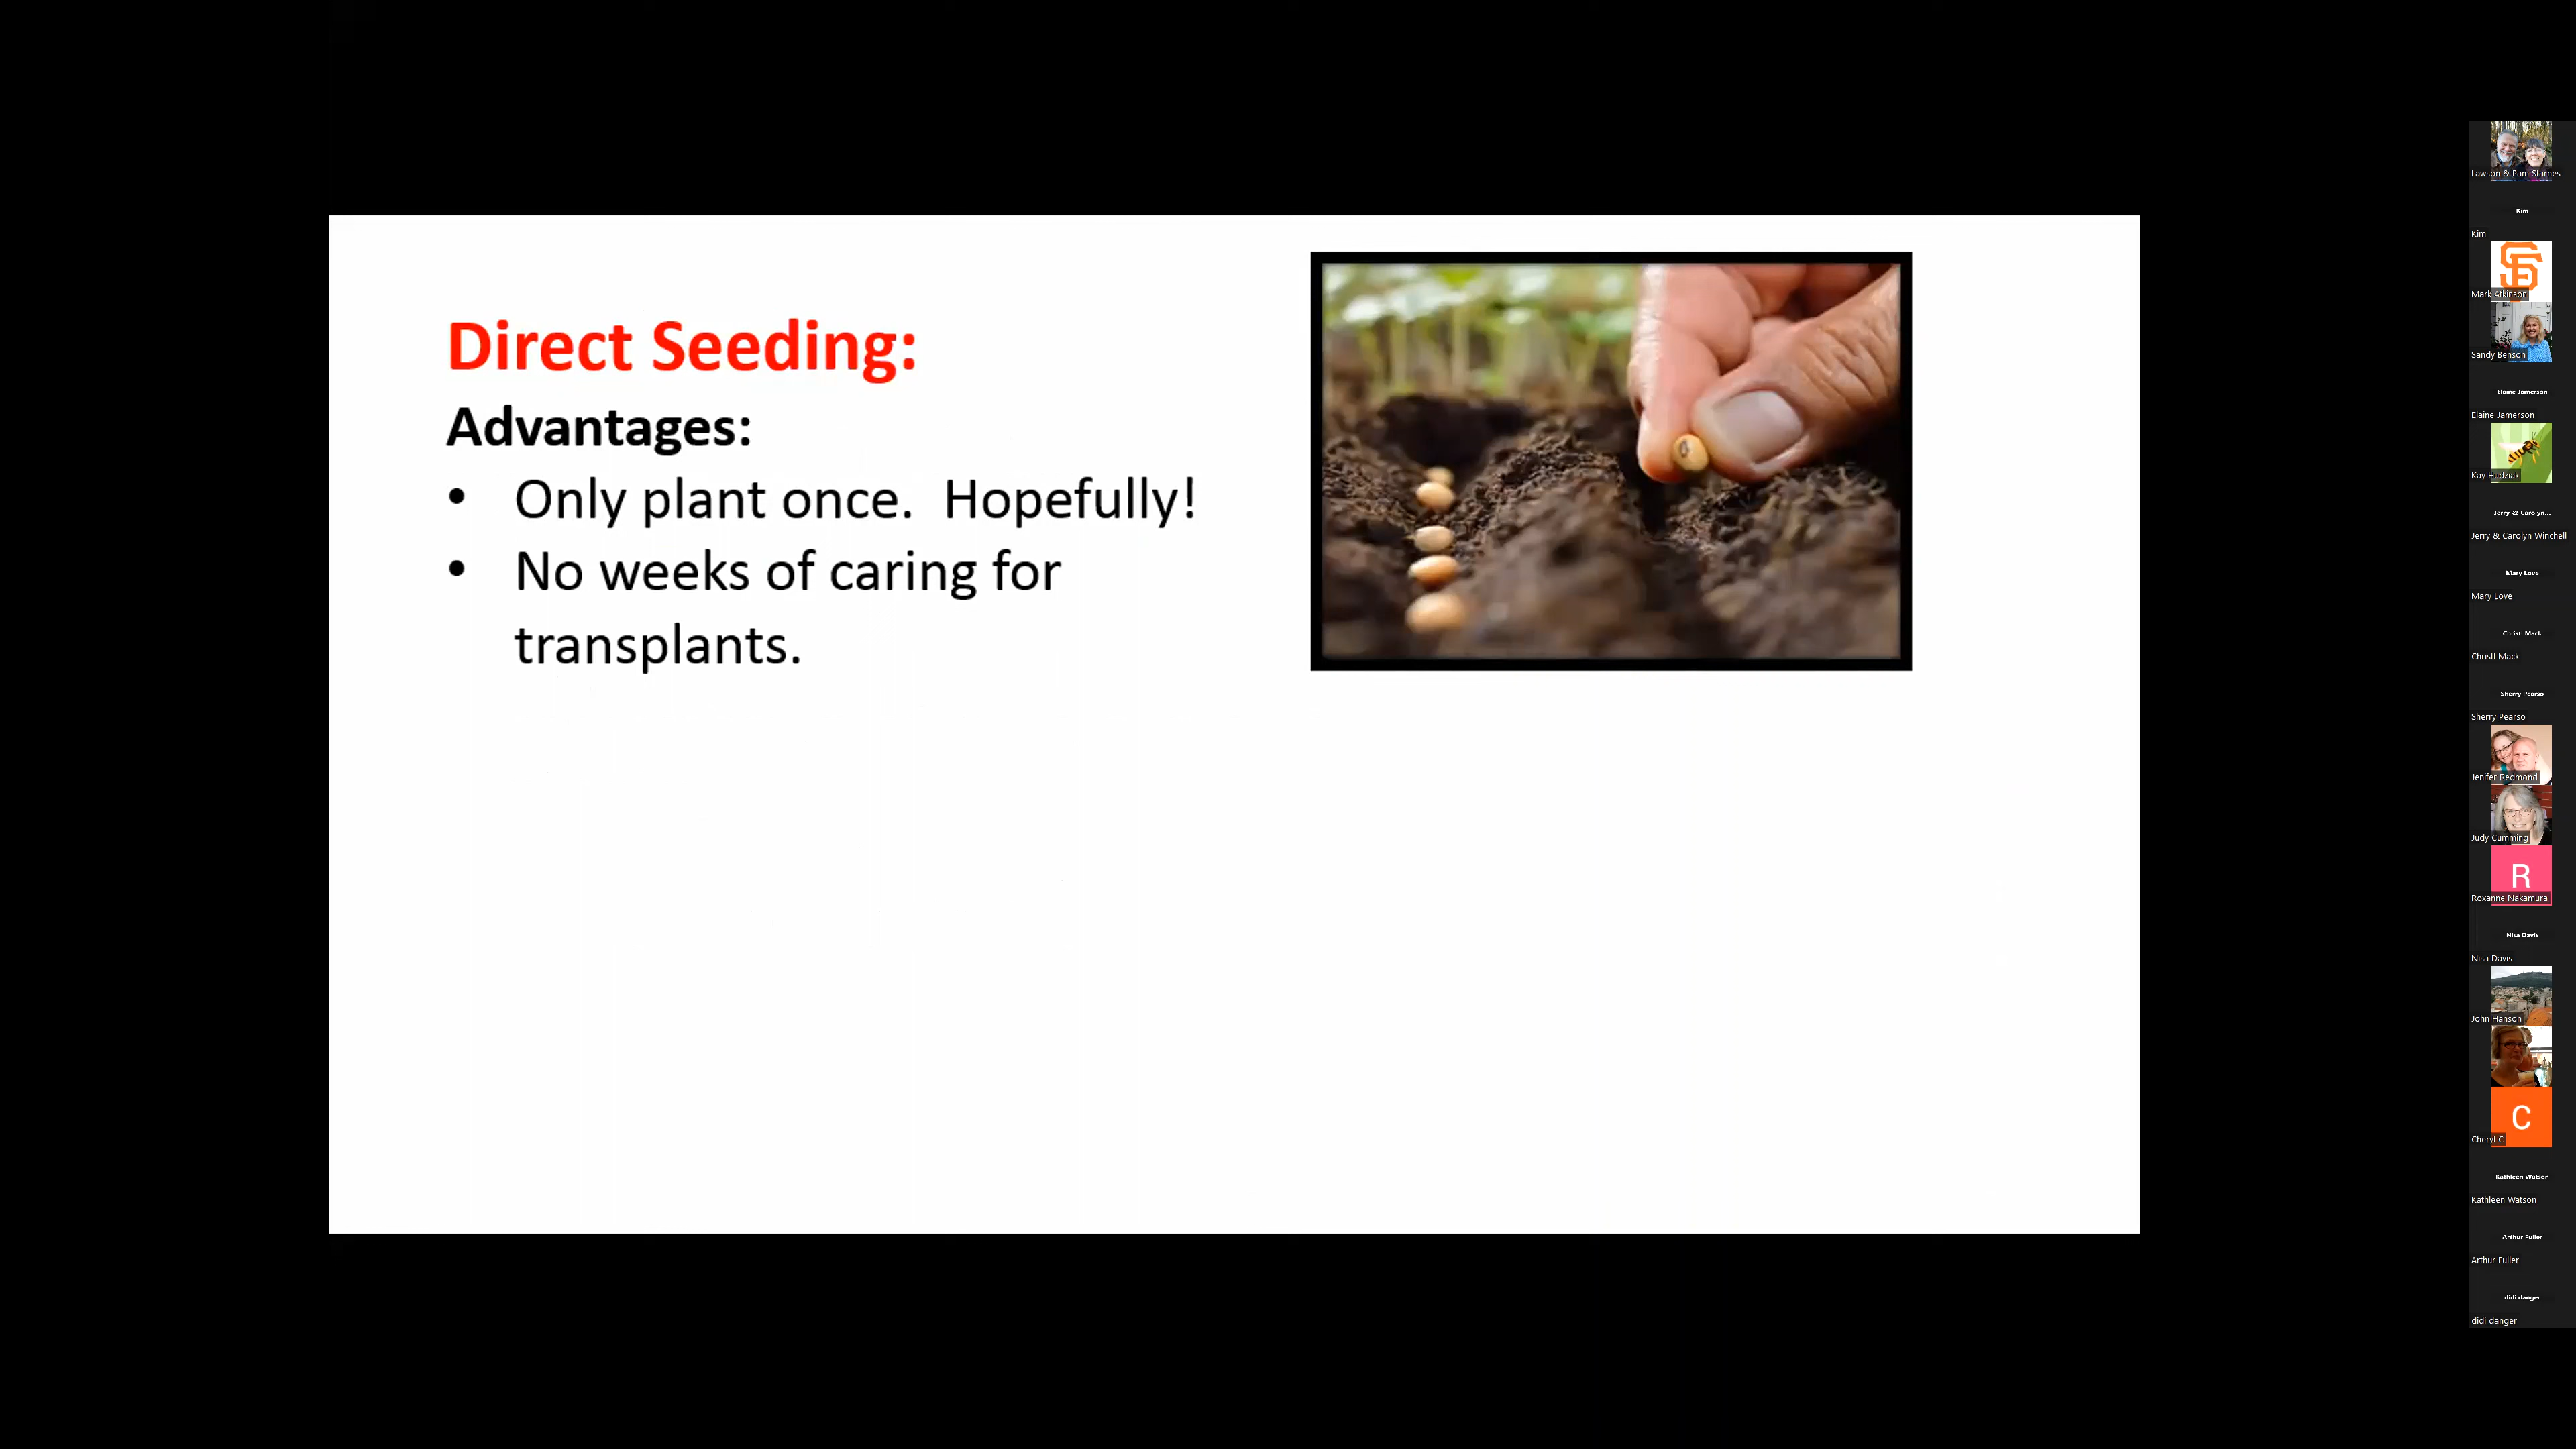 Direct Seeding:
Advantages:
• Only plant once. Hopefully!
• No weeks of caring for
transplants.
Lawson & Pam Starnes
Kim
Kim
SF
Mark Atkinson
Sandy Benson
Elaine Jamerson
Elaine Jamerson
Kay Hudziak
Jerry & Carolyn...
Jerry & Carolyn Winchell
Mary Love
Mary Love
Christl Mack
Christl Mack
Sherry Pearso
Sherry Pearso
Jenifer Redmond
Judy Cumming
R
Roxanne Nakamura
Nisa Davis
Nisa Davis
John Hanson
C
Cheryl C
Kathleen Watson
Kathleen Watson
Arthur Fuller
Arthur Fuller
didi danger
didi danger